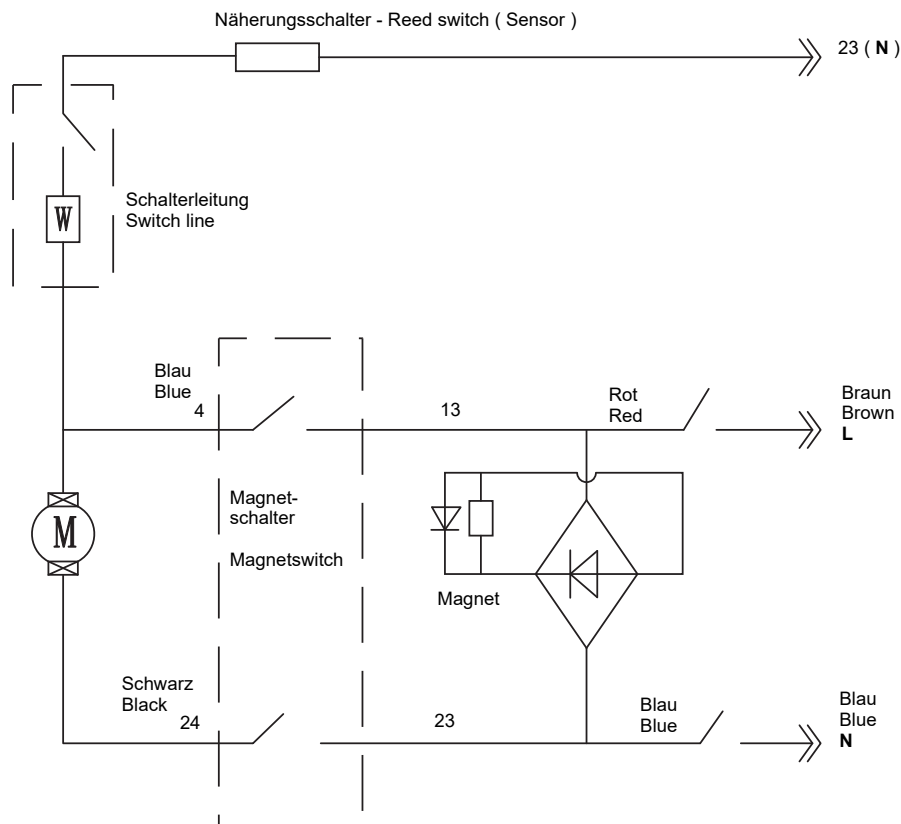 Näherungsschalter - Reed switch ( Sensor )
23 ( N )
Schalterleitung
Switch line
W
Blau
Blue
4
13
Rot
Red
Braun
Brown
L
Magnet-
schalter
Magnetswitch
M
Magnet
Schwarz
Black
24
23
Blau
Blue
Blau
Blue
N